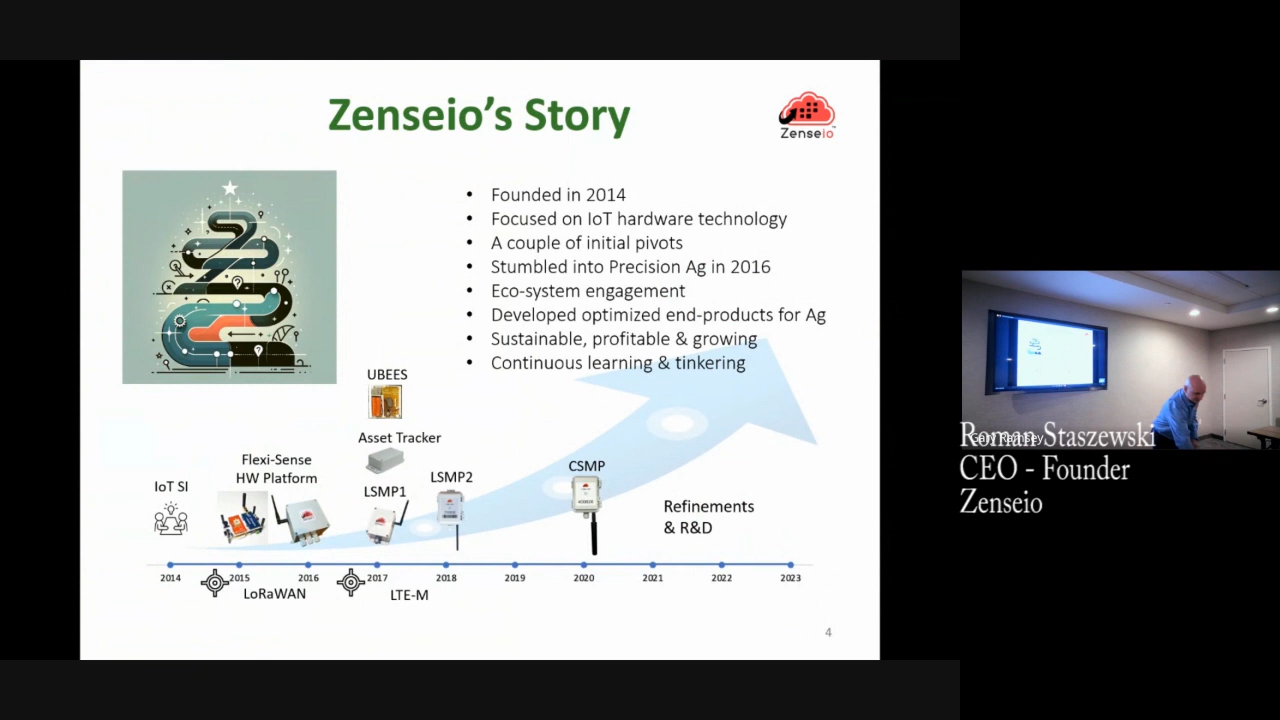 Zenseio’s Story
Zenseio
• Founded in 2014
• Focused on IoT hardware technology
• A couple of initial pivots
• Stumbled into Precision Ag in 2016
• Eco-system engagement
• Developed optimized end-products for Ag
• Sustainable, profitable & growing
• Continuous learning & tinkering
UBEES
Asset Tracker
Flexi-Sense
HW Platform
IoT SI
LSMP1
LSMP2
CSMP
Refinements
& R&D
2014 2015 2016 2017 2018 2019 2020 2021 2022 2023
LoRaWAN
LTE-M
4
Roman Staszewski
CEO - Founder
Zenseio